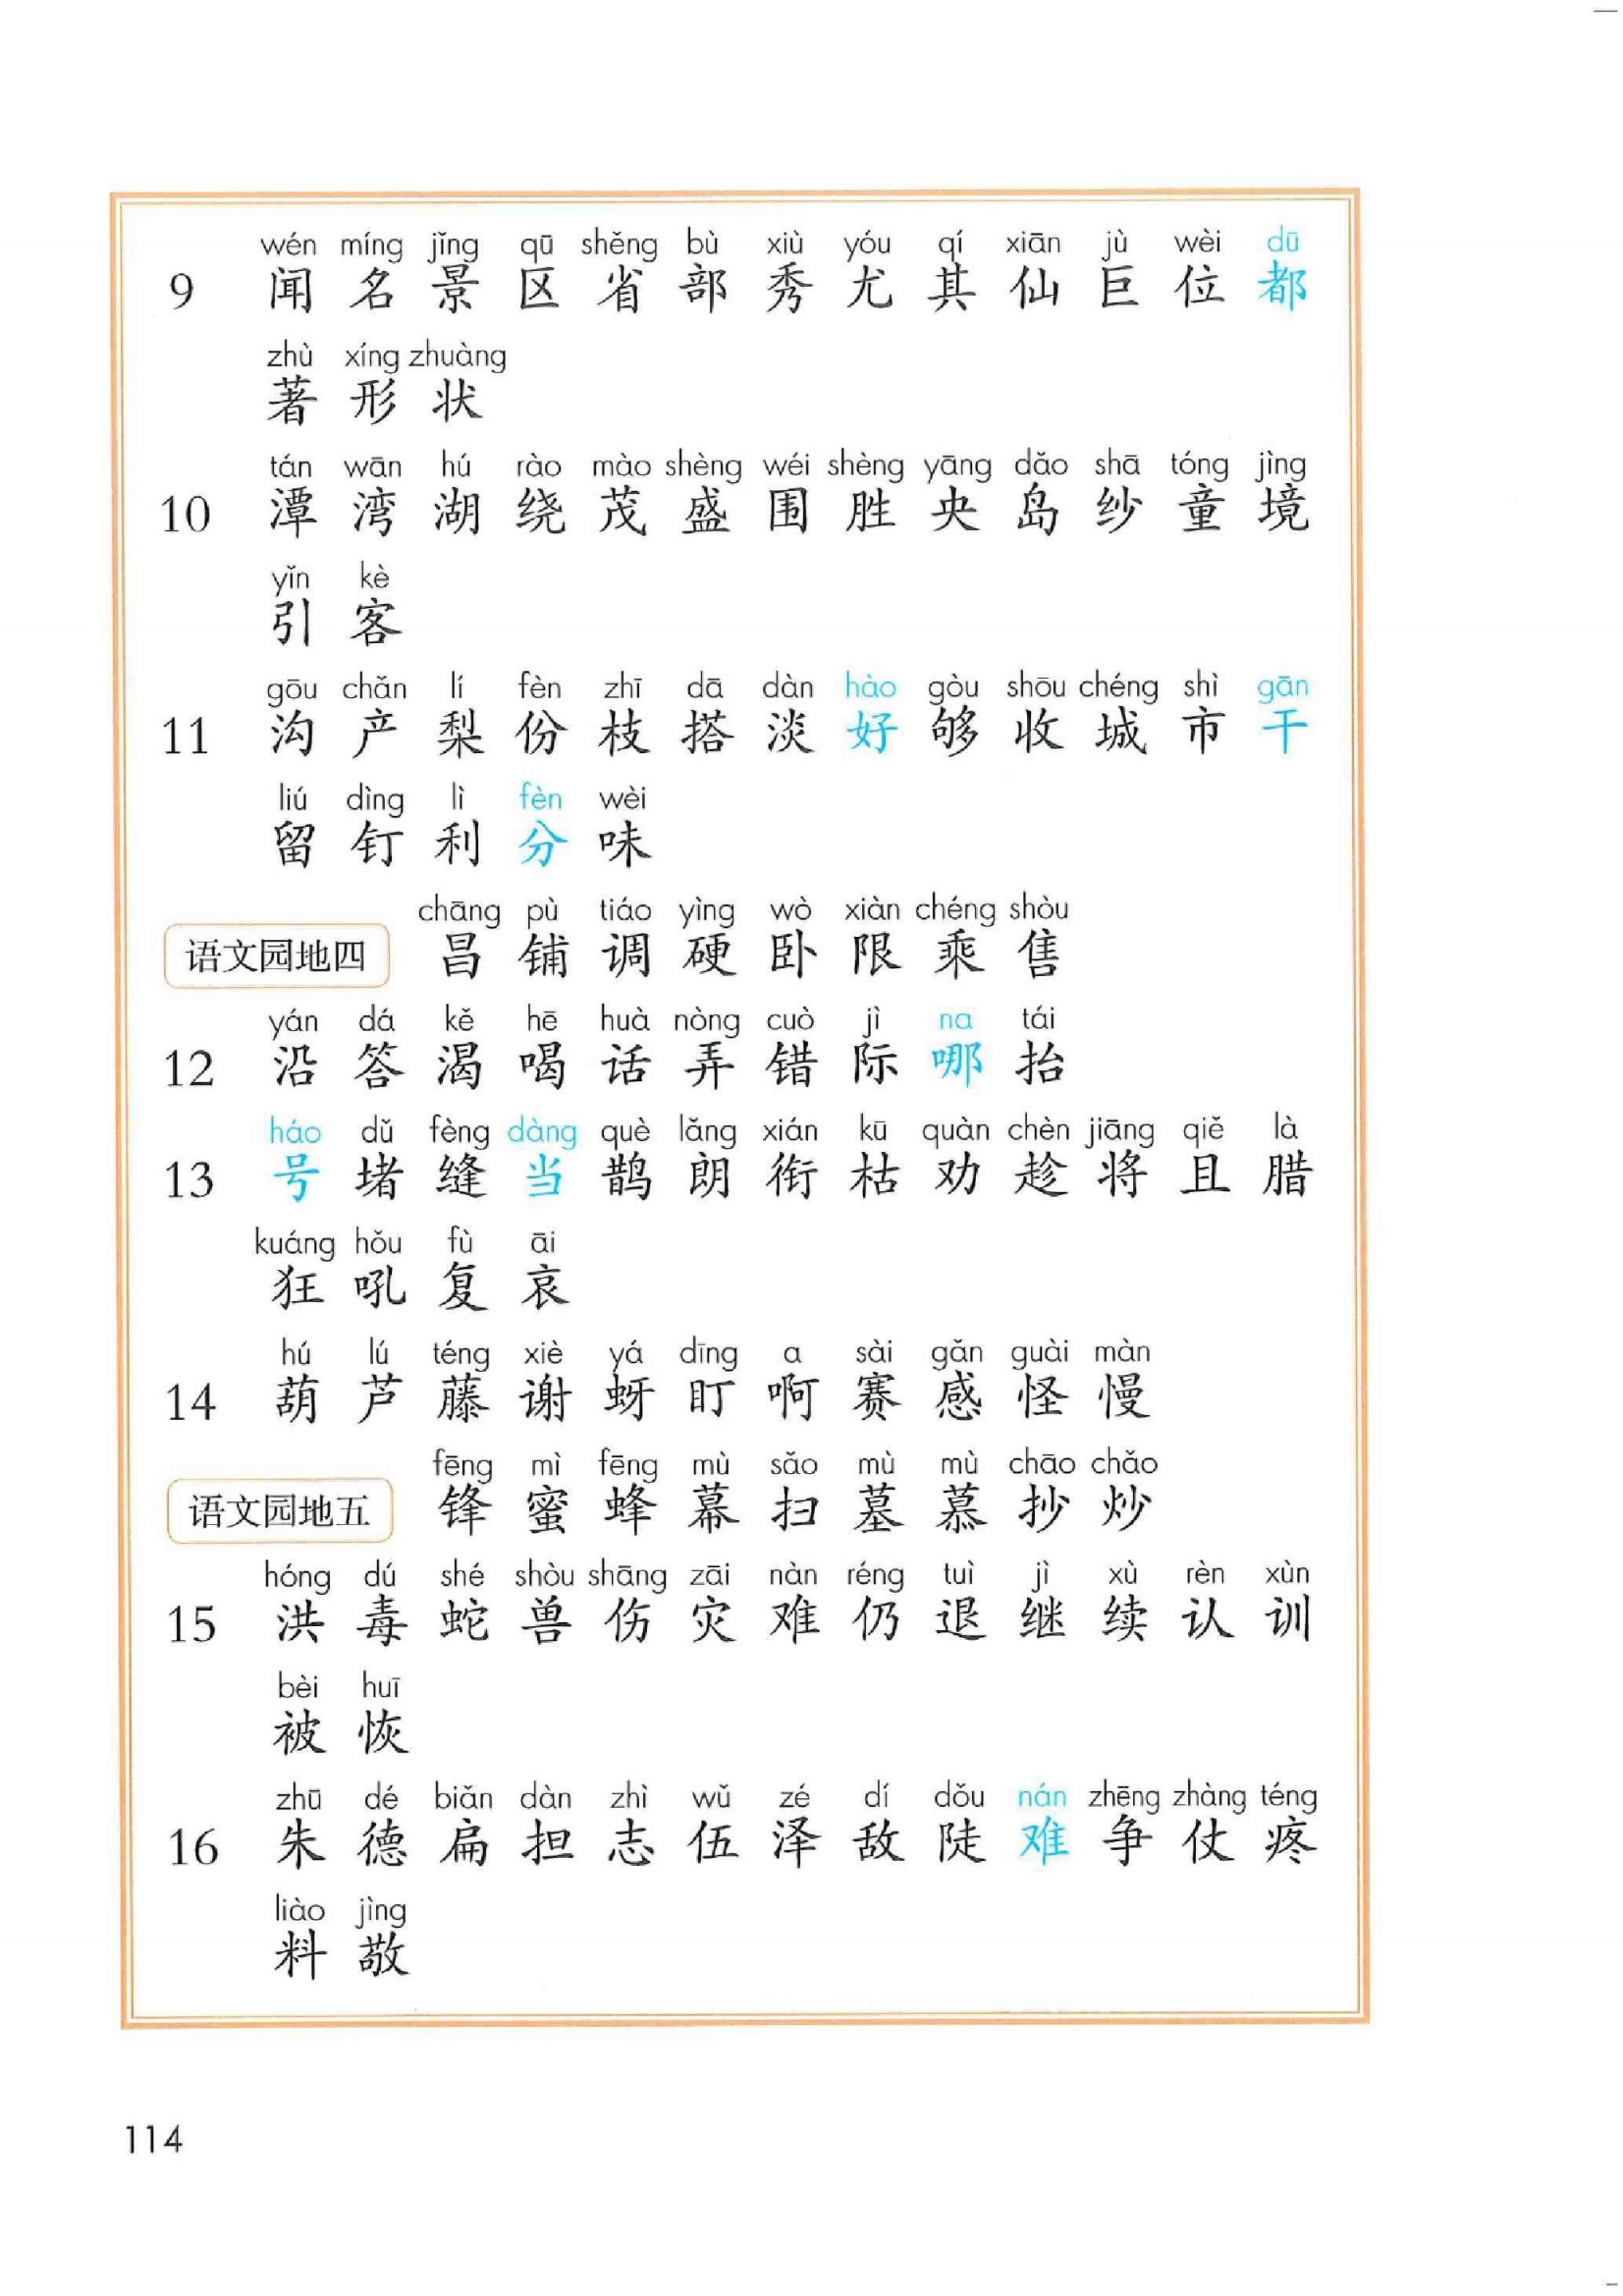 wén míng jǐng qū shěng bù xiù yóu qí xiān jù wèi dū
9 闻 名 景 区 省 部 秀 尤 其 仙 巨 位 都
zhù xíng zhuàng
著 形 状
tán wān hú rào mào shèng wéi shèng yāng dǎo shā tóng jìng
10 潭 湾 湖 绕 茂 盛 围 胜 央 岛 纱 童 境
yǐn kè
引 客
gōu chǎn lí fèn zhī dā dàn hào gòu shōu chéng shì gān
11 沟 产 梨 份 枝 搭 淡 好 够 收 城 市 干
liú dìng lì fèn wèi
留 钉 利 分 味
chāng pù tiáo yìng wò xiàn chéng shòu
语文园地四 昌 铺 调 硬 卧 限 乘 售
yán dá kě hē huà nòng cuò jì na tái
12 沿 答 渴 喝 话 弄 错 际 哪 抬
háo dǔ fèng dàng què lǎng xián kū quàn chèn jiāng qiě là
13 号 堵 缝 当 鹊 朗 衔 枯 劝 趁 将 且 腊
kuáng hǒu fù āi
狂 吼 复 哀
hú lú téng xiè yá dīng a sài gǎn guài màn
14 葫 芦 藤 谢 蚜 盯 啊 赛 感 怪 慢
fēng mì fēng mù sǎo mù mù chāo chǎo
语文园地五 锋 蜜 蜂 幕 扫 墓 慕 抄 炒
hóng dú shé shòu shāng zāi nàn réng tuì jì xù rèn xùn
15 洪 毒 蛇 兽 伤 灾 难 仍 退 继 续 认 训
bèi huī
被 恢
zhū dé biǎn dàn zhì wǔ zé dí dǒu nán zhēng zhàng téng
16 朱 德 扁 担 志 伍 泽 敌 陡 难 争 仗 疼
liào jìng
料 敬
114